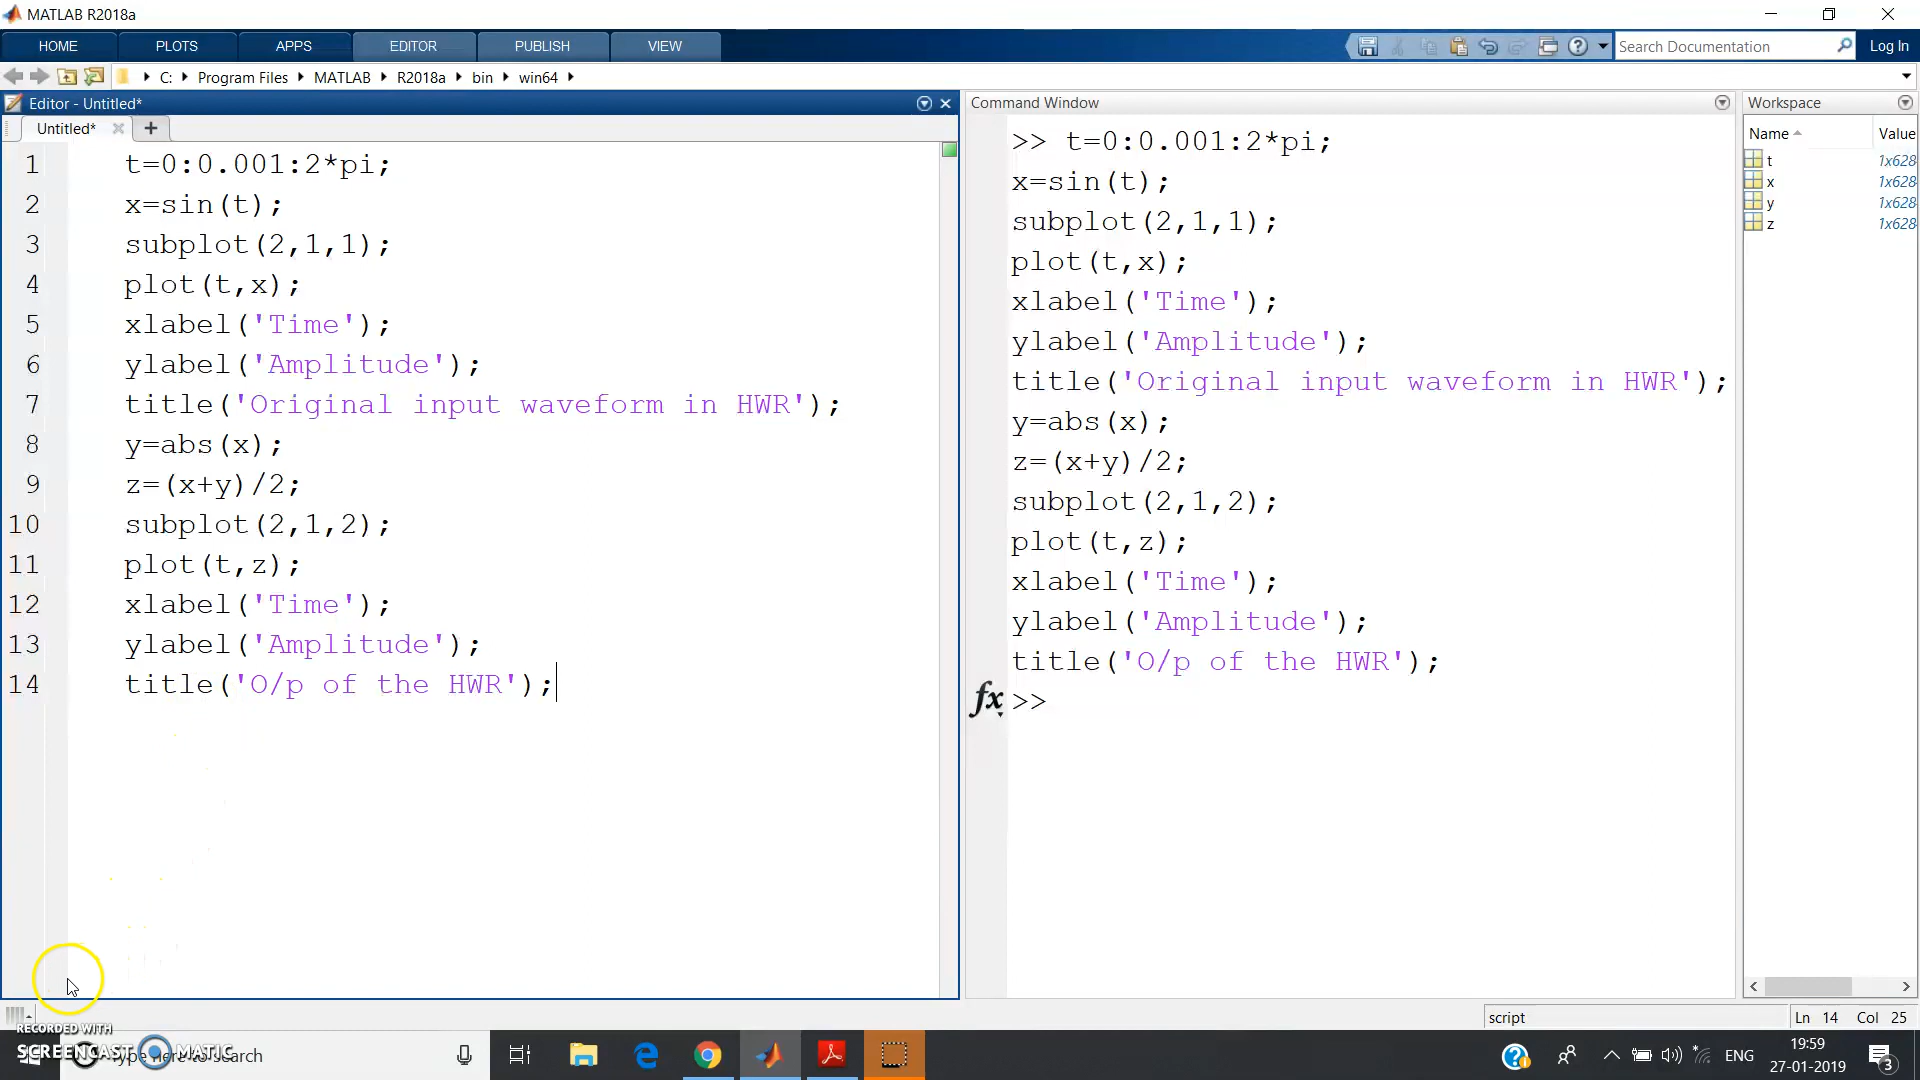 MATLAB R2018a
HOME PLOTS APPS EDITOR PUBLISH VIEW Search Documentation Log In
C: Program Files MATLAB R2018a bin win64
Editor - Untitled*
Untitled*
1 t=0:0.001:2*pi;
2 x=sin(t);
3 subplot(2,1,1);
4 plot(t,x);
5 xlabel('Time');
6 ylabel('Amplitude');
7 title('Original input waveform in HWR');
8 y=abs(x);
9 z=(x+y)/2;
10 subplot(2,1,2);
11 plot(t,z);
12 xlabel('Time');
13 ylabel('Amplitude');
14 title('O/p of the HWR');
Command Window
>> t=0:0.001:2*pi;
x=sin(t);
subplot(2,1,1);
plot(t,x);
xlabel('Time');
ylabel('Amplitude');
title('Original input waveform in HWR');
y=abs(x);
z=(x+y)/2;
subplot(2,1,2);
plot(t,z);
xlabel('Time');
ylabel('Amplitude');
title('O/p of the HWR');
fx >>
Workspace
Name Value
t 1x628
x 1x628
y 1x628
z 1x628
script Ln 14 Col 25
RECORDED WITH
SCREENCAST MATIC
Type here to search
ENG
19:59
27-01-2019
3